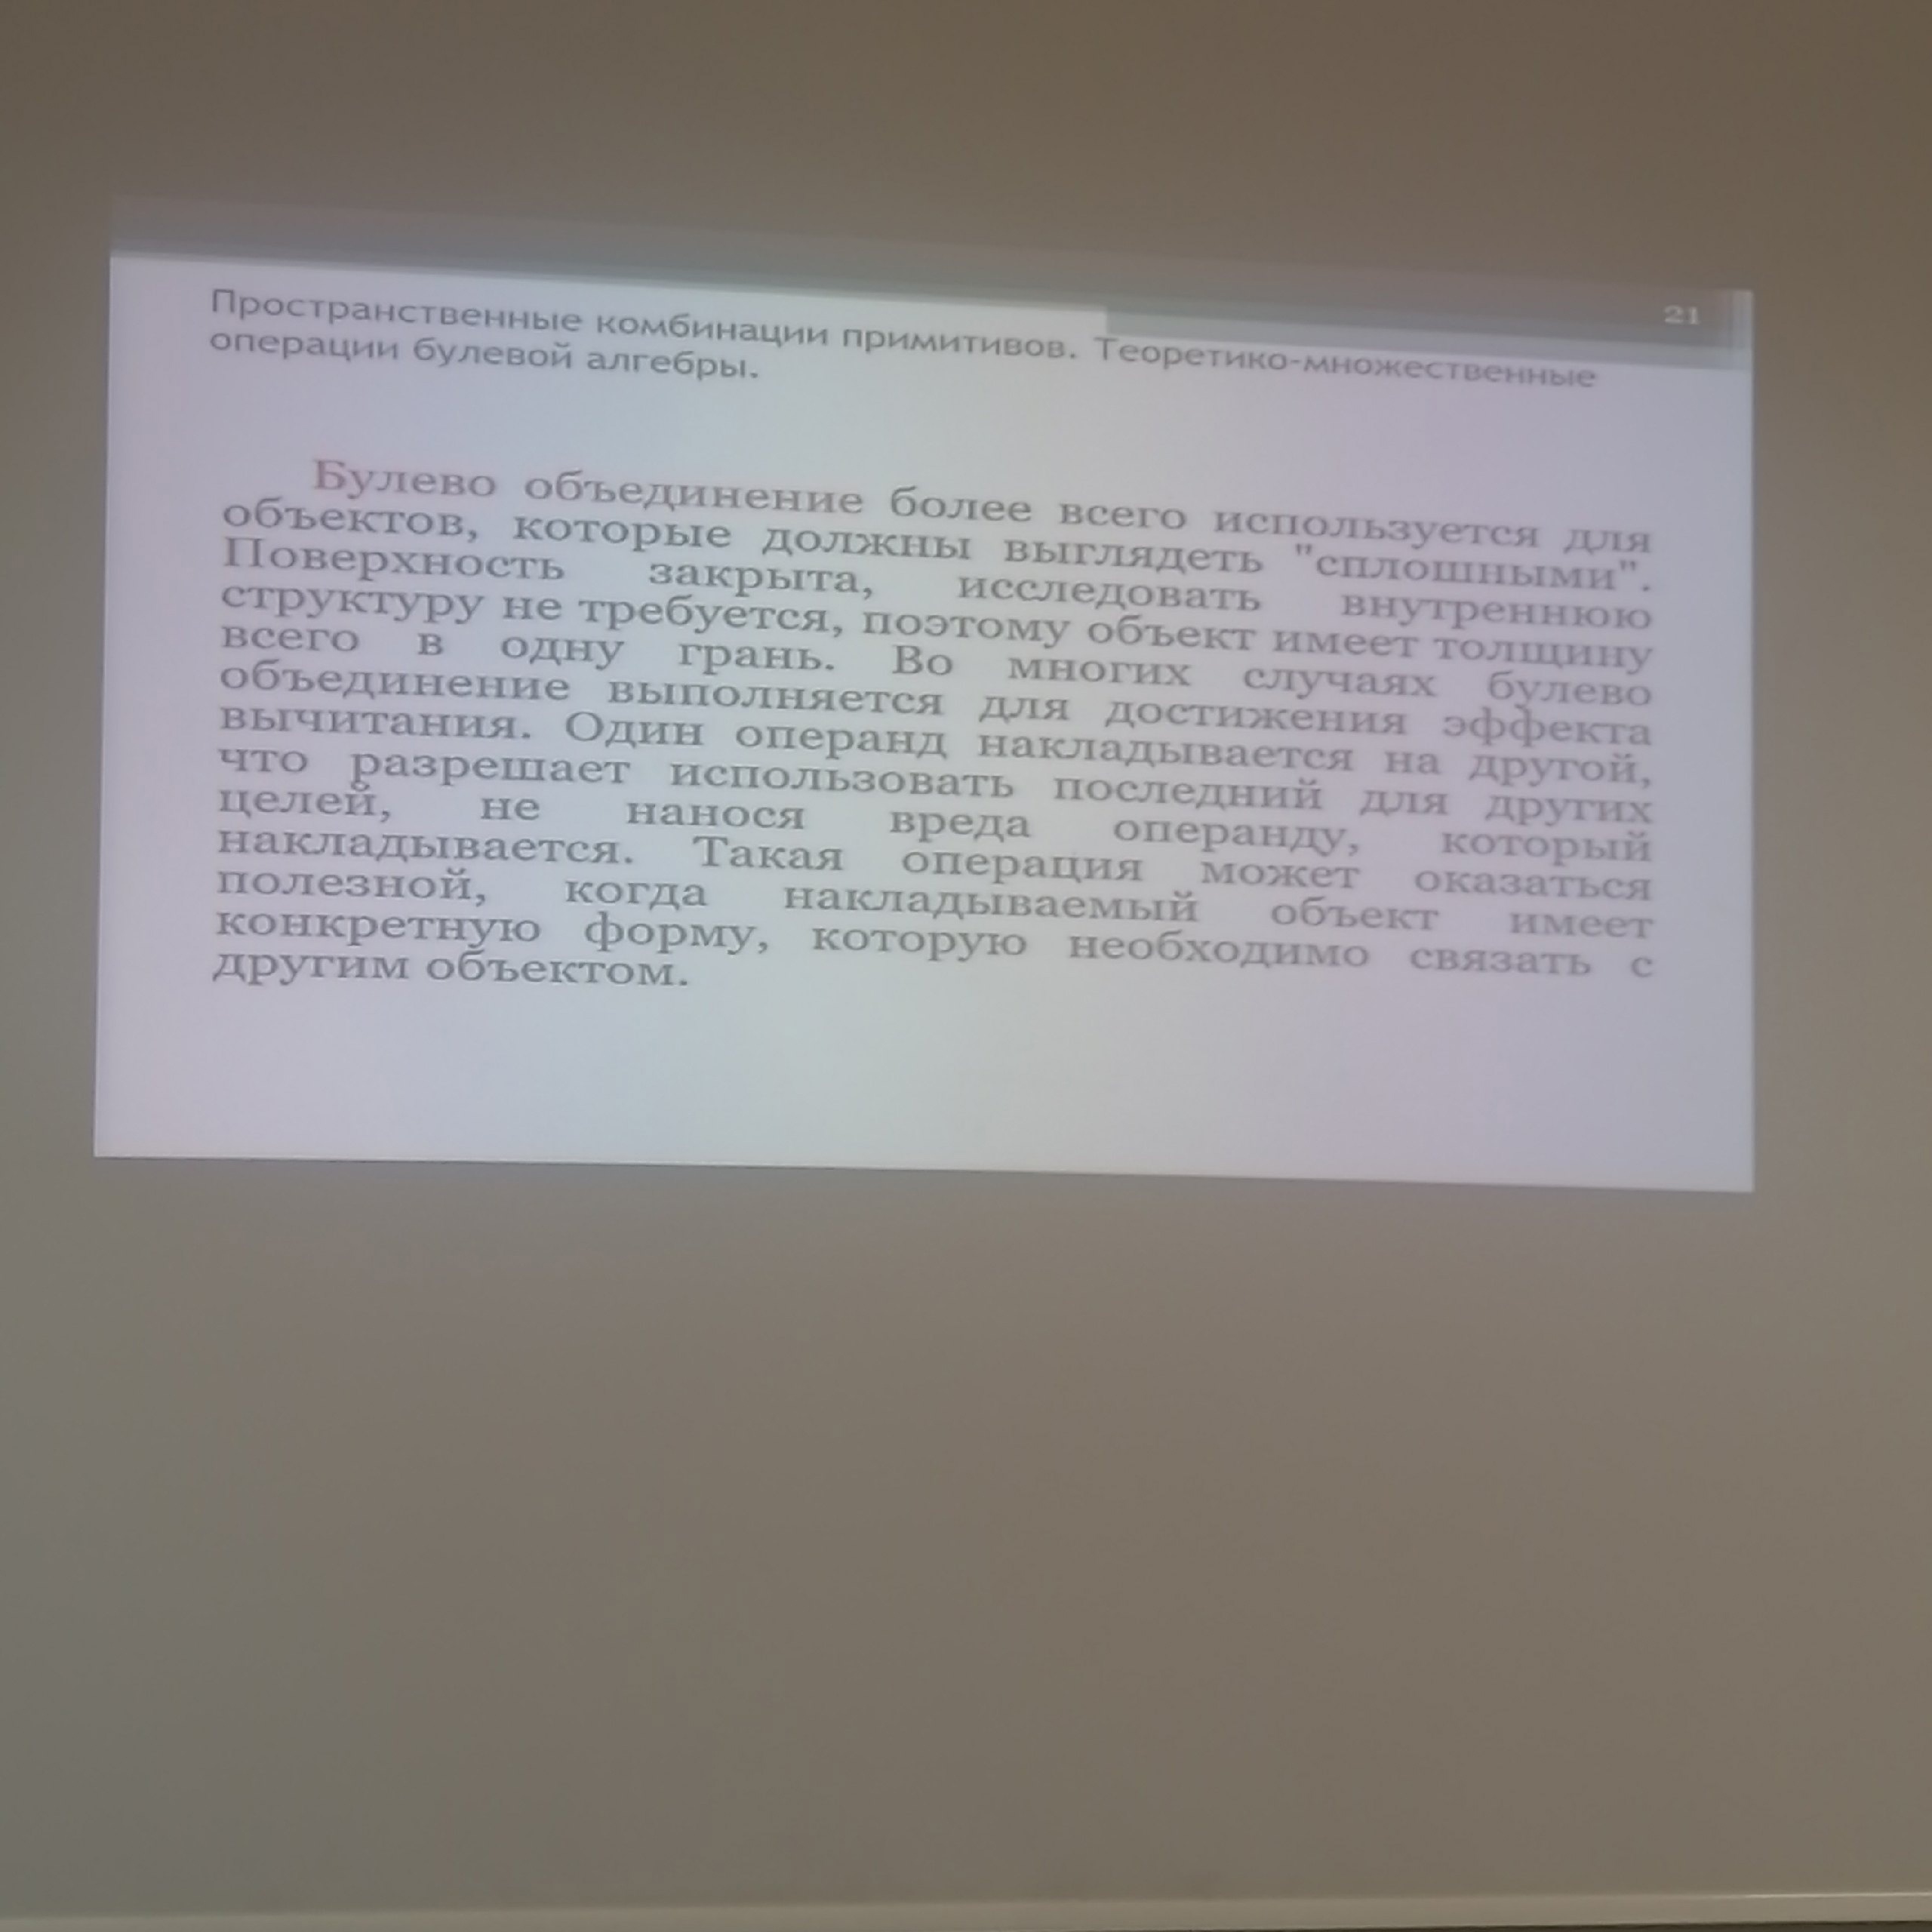 21
Пространственные комбинации примитивов. Теоретико-множественные
операции булевой алгебры.
Булево объединение более всего используется для
объектов, которые должны выглядеть "сплошными".
Поверхность закрыта, исследовать внутреннюю
структуру не требуется, поэтому объект имеет толщину
всего в одну грань. Во многих случаях булево
объединение выполняется для достижения эффекта
вычитания. Один операнд накладывается на другой,
что разрешает использовать последний для других
целей, не нанося вреда операнду, который
накладывается. Такая операция может оказаться
полезной, когда накладываемый объект имеет
конкретную форму, которую необходимо связать с
другим объектом.